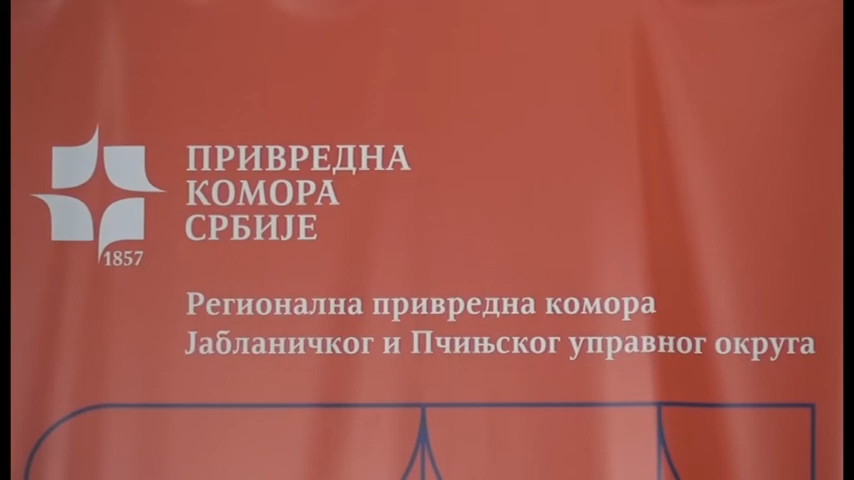 ПРИВРЕДНА
КОМОРА
СРБИЈЕ
1857
Регионална привредна комора
Јабланичког и Пчињског управног округа